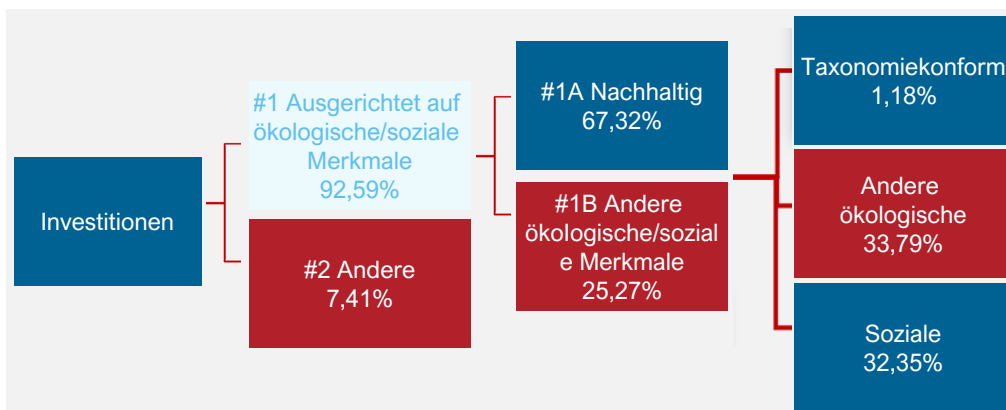 Investitionen
#1 Ausgerichtet auf
ökologische/soziale
Merkmale
92,59%
#2 Andere
7,41%
#1A Nachhaltig
67,32%
#1B Andere
ökologische/sozial
e Merkmale
25,27%
Taxonomiekonform
1,18%
Andere
ökologische
33,79%
Soziale
32,35%